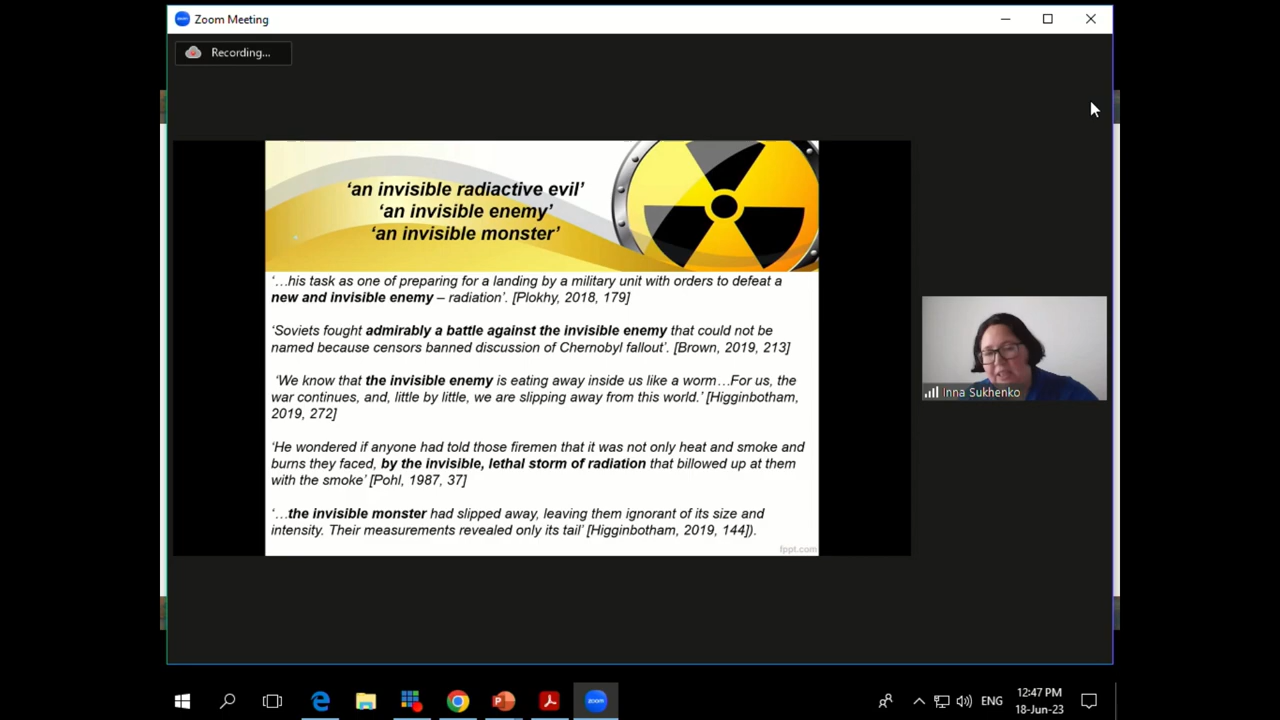 Zoom Meeting
Recording...
‘an invisible radiactive evil’
‘an invisible enemy’
‘an invisible monster’
‘…his task as one of preparing for a landing by a military unit with orders to defeat a
new and invisible enemy – radiation’. [Plokhy, 2018, 179]
‘Soviets fought admirably a battle against the invisible enemy that could not be
named because censors banned discussion of Chernobyl fallout’. [Brown, 2019, 213]
‘We know that the invisible enemy is eating away inside us like a worm…For us, the
war continues, and, little by little, we are slipping away from this world.’ [Higginbotham,
2019, 272]
‘He wondered if anyone had told those firemen that it was not only heat and smoke and
burns they faced, by the invisible, lethal storm of radiation that billowed up at them
with the smoke’ [Pohl, 1987, 37]
‘…the invisible monster had slipped away, leaving them ignorant of its size and
intensity. Their measurements revealed only its tail’ [Higginbotham, 2019, 144]).
fppt.com
Inna Sukhenko
zoom
ENG
12:47 PM
18-Jun-23